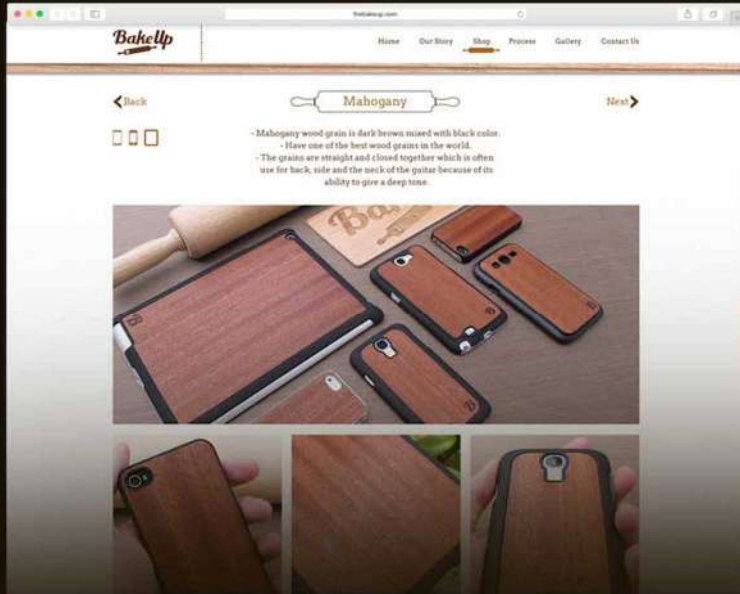 thebakeup.com
BakeUp
Home Our Story Shop Process Gallery Contact Us
Back
Mahogany
Next
- Mahogany wood grain is dark brown mixed with black color.
- Have one of the best wood grains in the world.
- The grains are straight and closed together which is often
use for back, side and the neck of the guitar because of its
ability to give a deep tone.